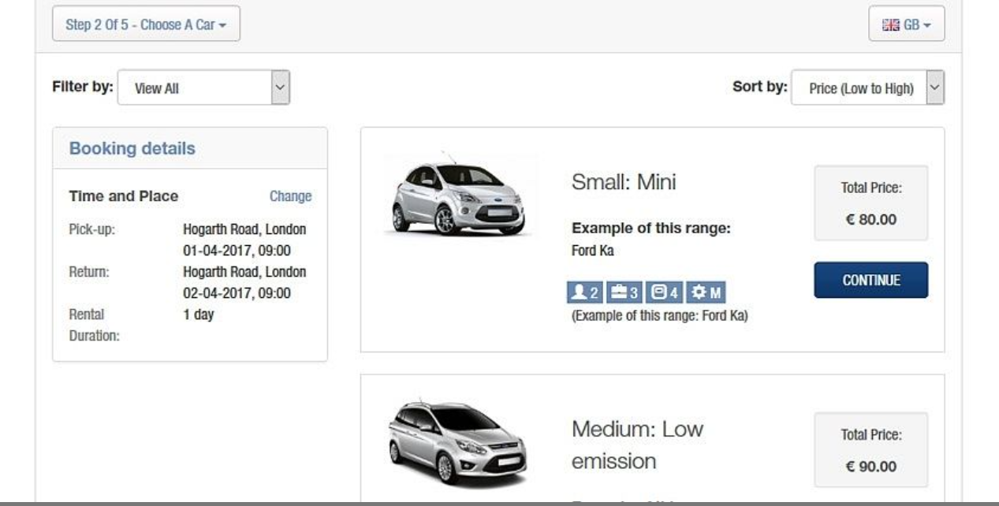 Step 2 Of 5 - Choose A Car
GB
Filter by: View All
Sort by: Price (Low to High)
Booking details
Time and Place Change
Pick-up: Hogarth Road, London
01-04-2017, 09:00
Return: Hogarth Road, London
02-04-2017, 09:00
Rental 1 day
Duration:
Small: Mini
Example of this range:
Ford Ka
2 3 4 M
(Example of this range: Ford Ka)
Total Price:
€ 80.00
CONTINUE
Medium: Low
emission
Total Price:
€ 90.00